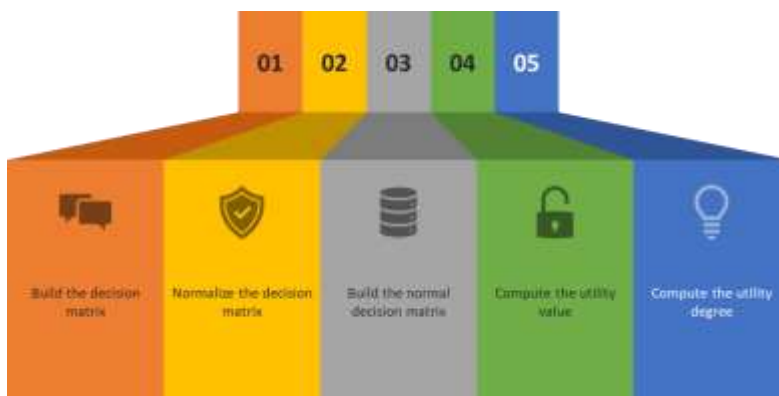 01
02
03
04
05
Build the decision
matrix
Normalize the decision
matrix
Build the normal
decision matrix
Compute the utility
value
Compute the utility
degree